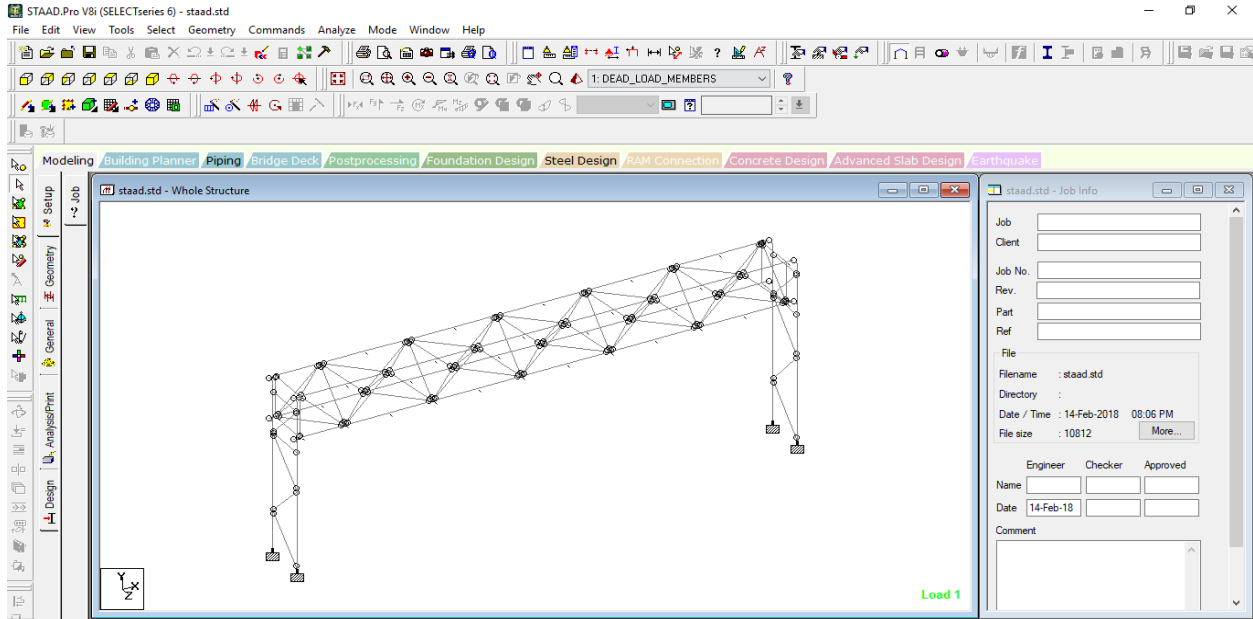 STAAD.Pro V8i (SELECTseries 6) - staad.std
File Edit View Tools Select Geometry Commands Analyze Mode Window Help
1: DEAD_LOAD_MEMBERS
Modeling Building Planner Piping Bridge Deck Postprocessing Foundation Design Steel Design RAM Connection Concrete Design Advanced Slab Design Earthquake
Setup
Geometry
General
Analysis/Print
Design
Job
staad.std - Whole Structure
Y
X
Z
Load 1
staad.std - Job Info
Job
Client
Job No.
Rev.
Part
Ref
File
Filename : staad.std
Directory :
Date / Time : 14-Feb-2018 08:06 PM
File size : 10812 More...
Engineer Checker Approved
Name
Date 14-Feb-18
Comment